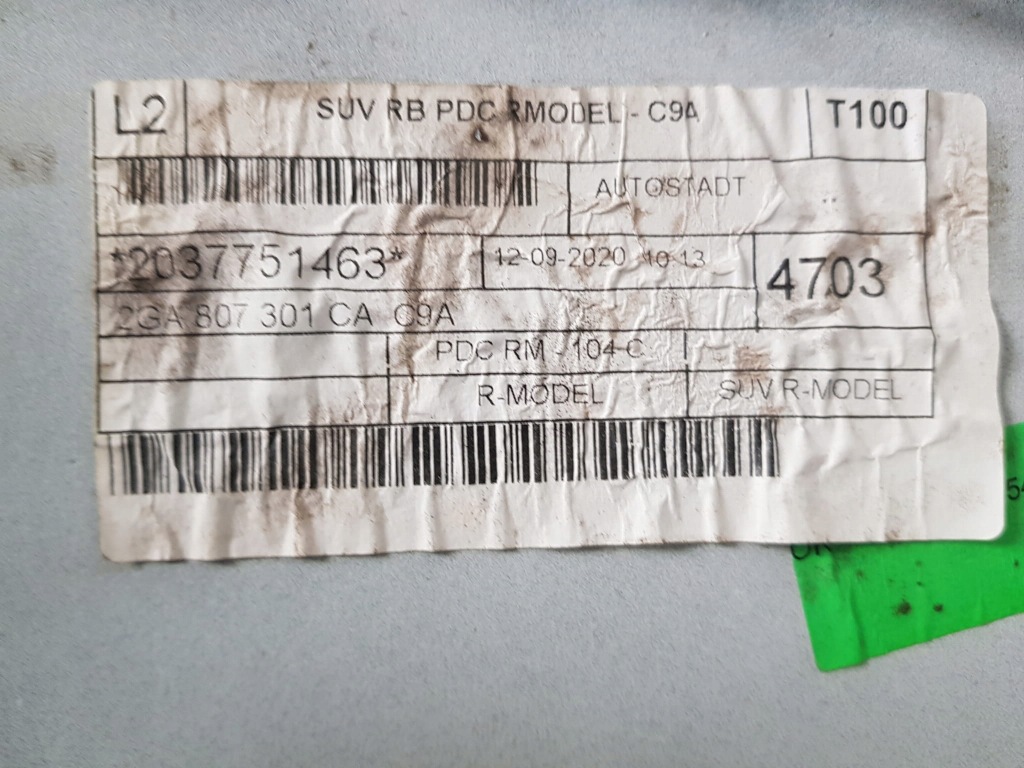 L2 SUV RB PDC RMODEL - C9A T100
AUTOSTADT
*2037751463* 12-09-2020 10:13 4703
2GA 807 301 CA C9A
PDC RM - 104 C
R-MODEL SUV R-MODEL
54